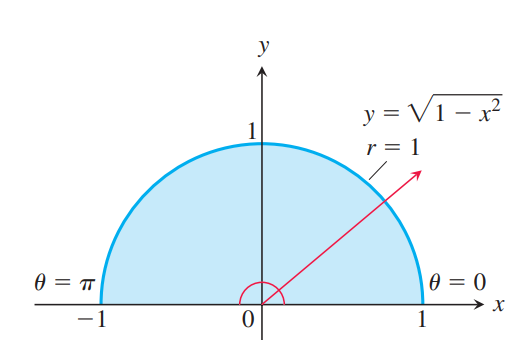 y
y = √1 − x²
1
r = 1
θ = π
θ = 0
x
−1
0
1